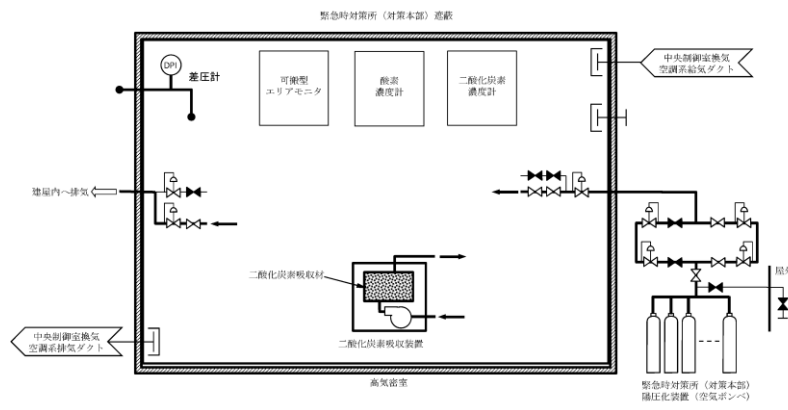 緊急時対策所（対策本部）遮蔽
DPI
差圧計
可搬型
エリアモニタ
酸素
濃度計
二酸化炭素
濃度計
中央制御室換気
空調系給気ダクト
建屋内へ排気
二酸化炭素吸収材
屋外
中央制御室換気
空調系排気ダクト
二酸化炭素吸収装置
高気密室
緊急時対策所（対策本部）
陽圧化装置（空気ボンベ）